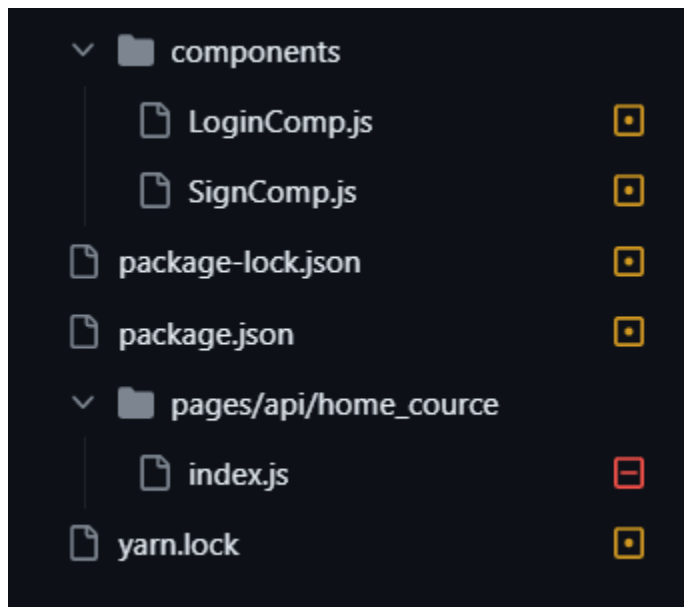 components
LoginComp.js
SignComp.js
package-lock.json
package.json
pages/api/home_cource
index.js
yarn.lock